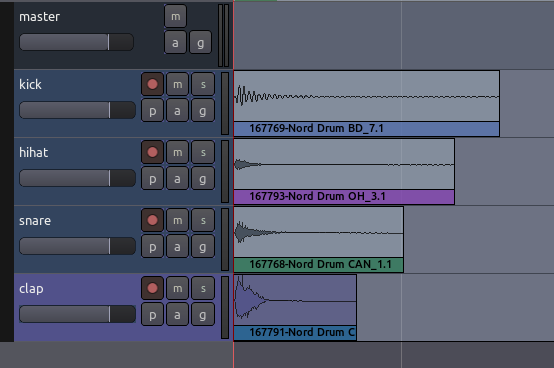 master
m
a g
kick
m s
p a g
167769-Nord Drum BD_7.1
hihat
m s
p a g
167793-Nord Drum OH_3.1
snare
m s
p a g
167768-Nord Drum CAN_1.1
clap
m s
p a g
167791-Nord Drum C